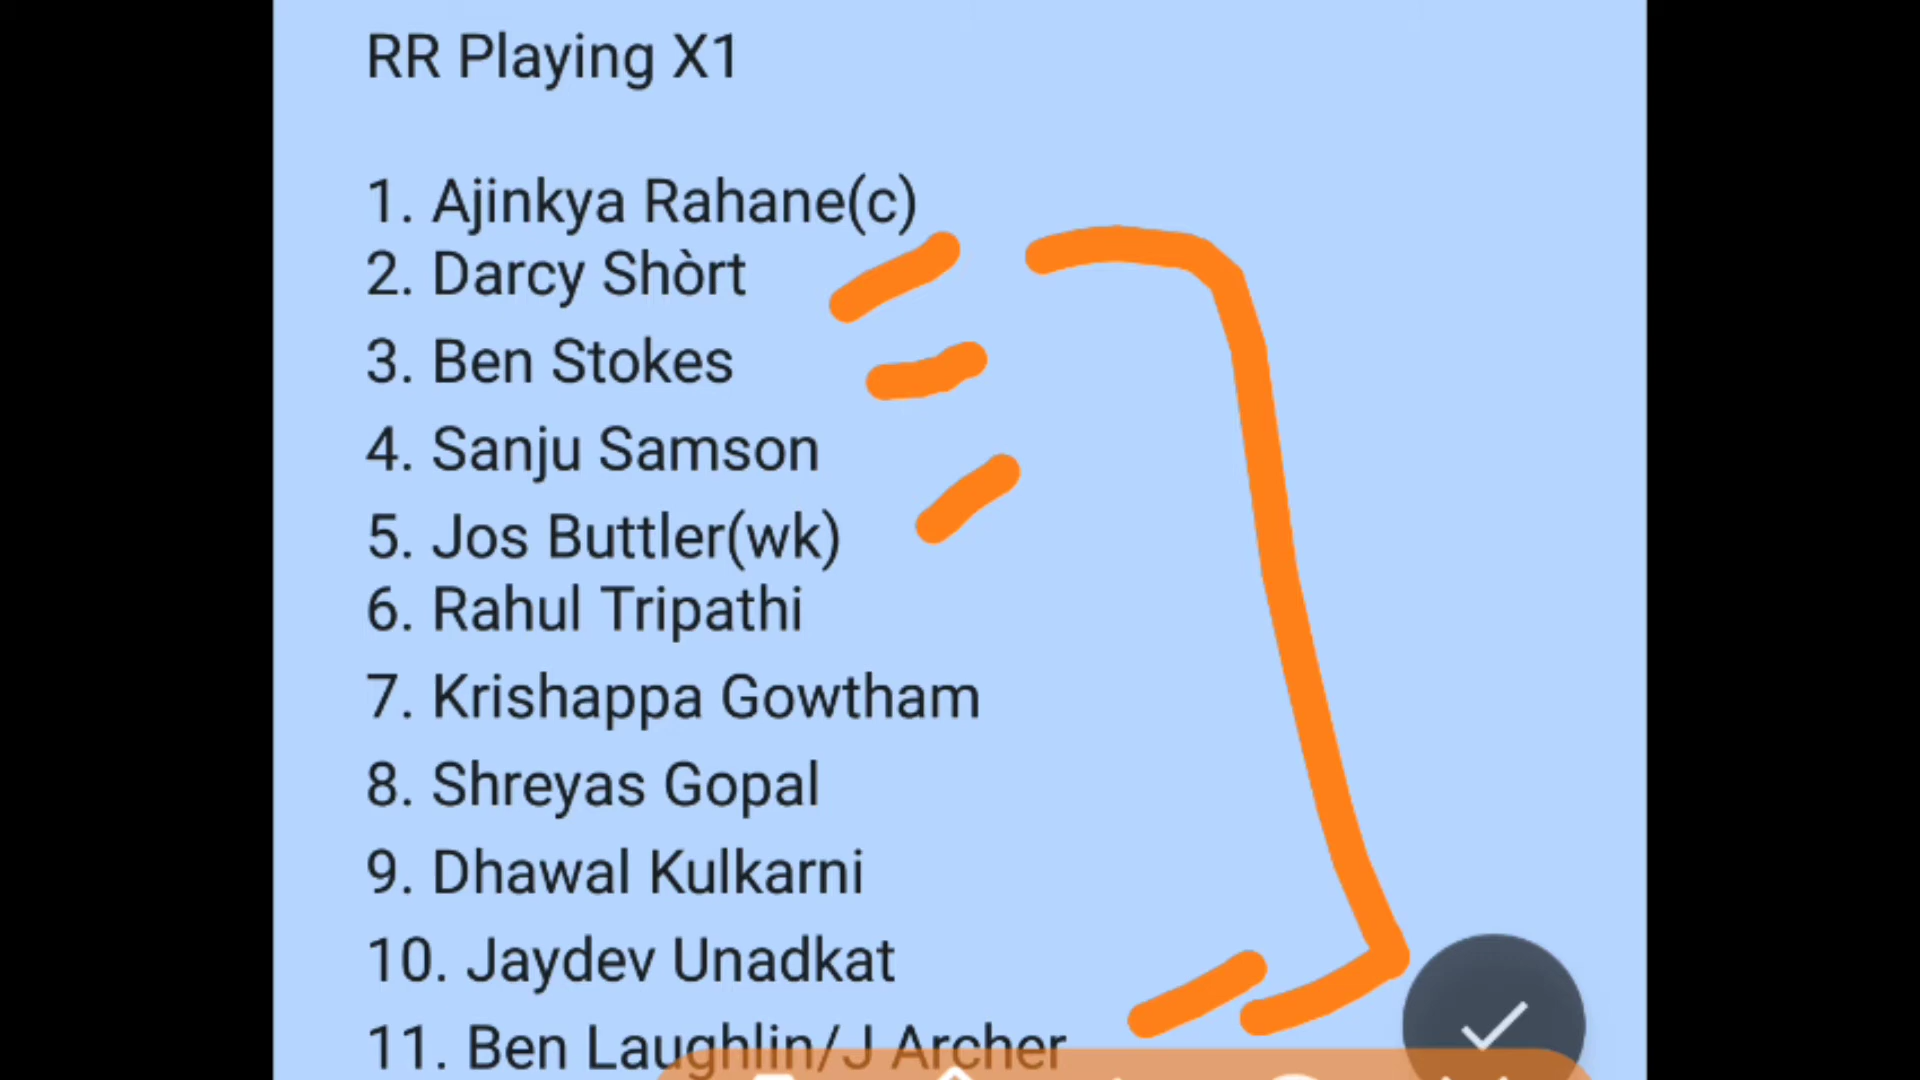 RR Playing X1
1. Ajinkya Rahane(c)
2. Darcy Shòrt
3. Ben Stokes
4. Sanju Samson
5. Jos Buttler(wk)
6. Rahul Tripathi
7. Krishappa Gowtham
8. Shreyas Gopal
9. Dhawal Kulkarni
10. Jaydev Unadkat
11. Ben Laughlin/J Archer